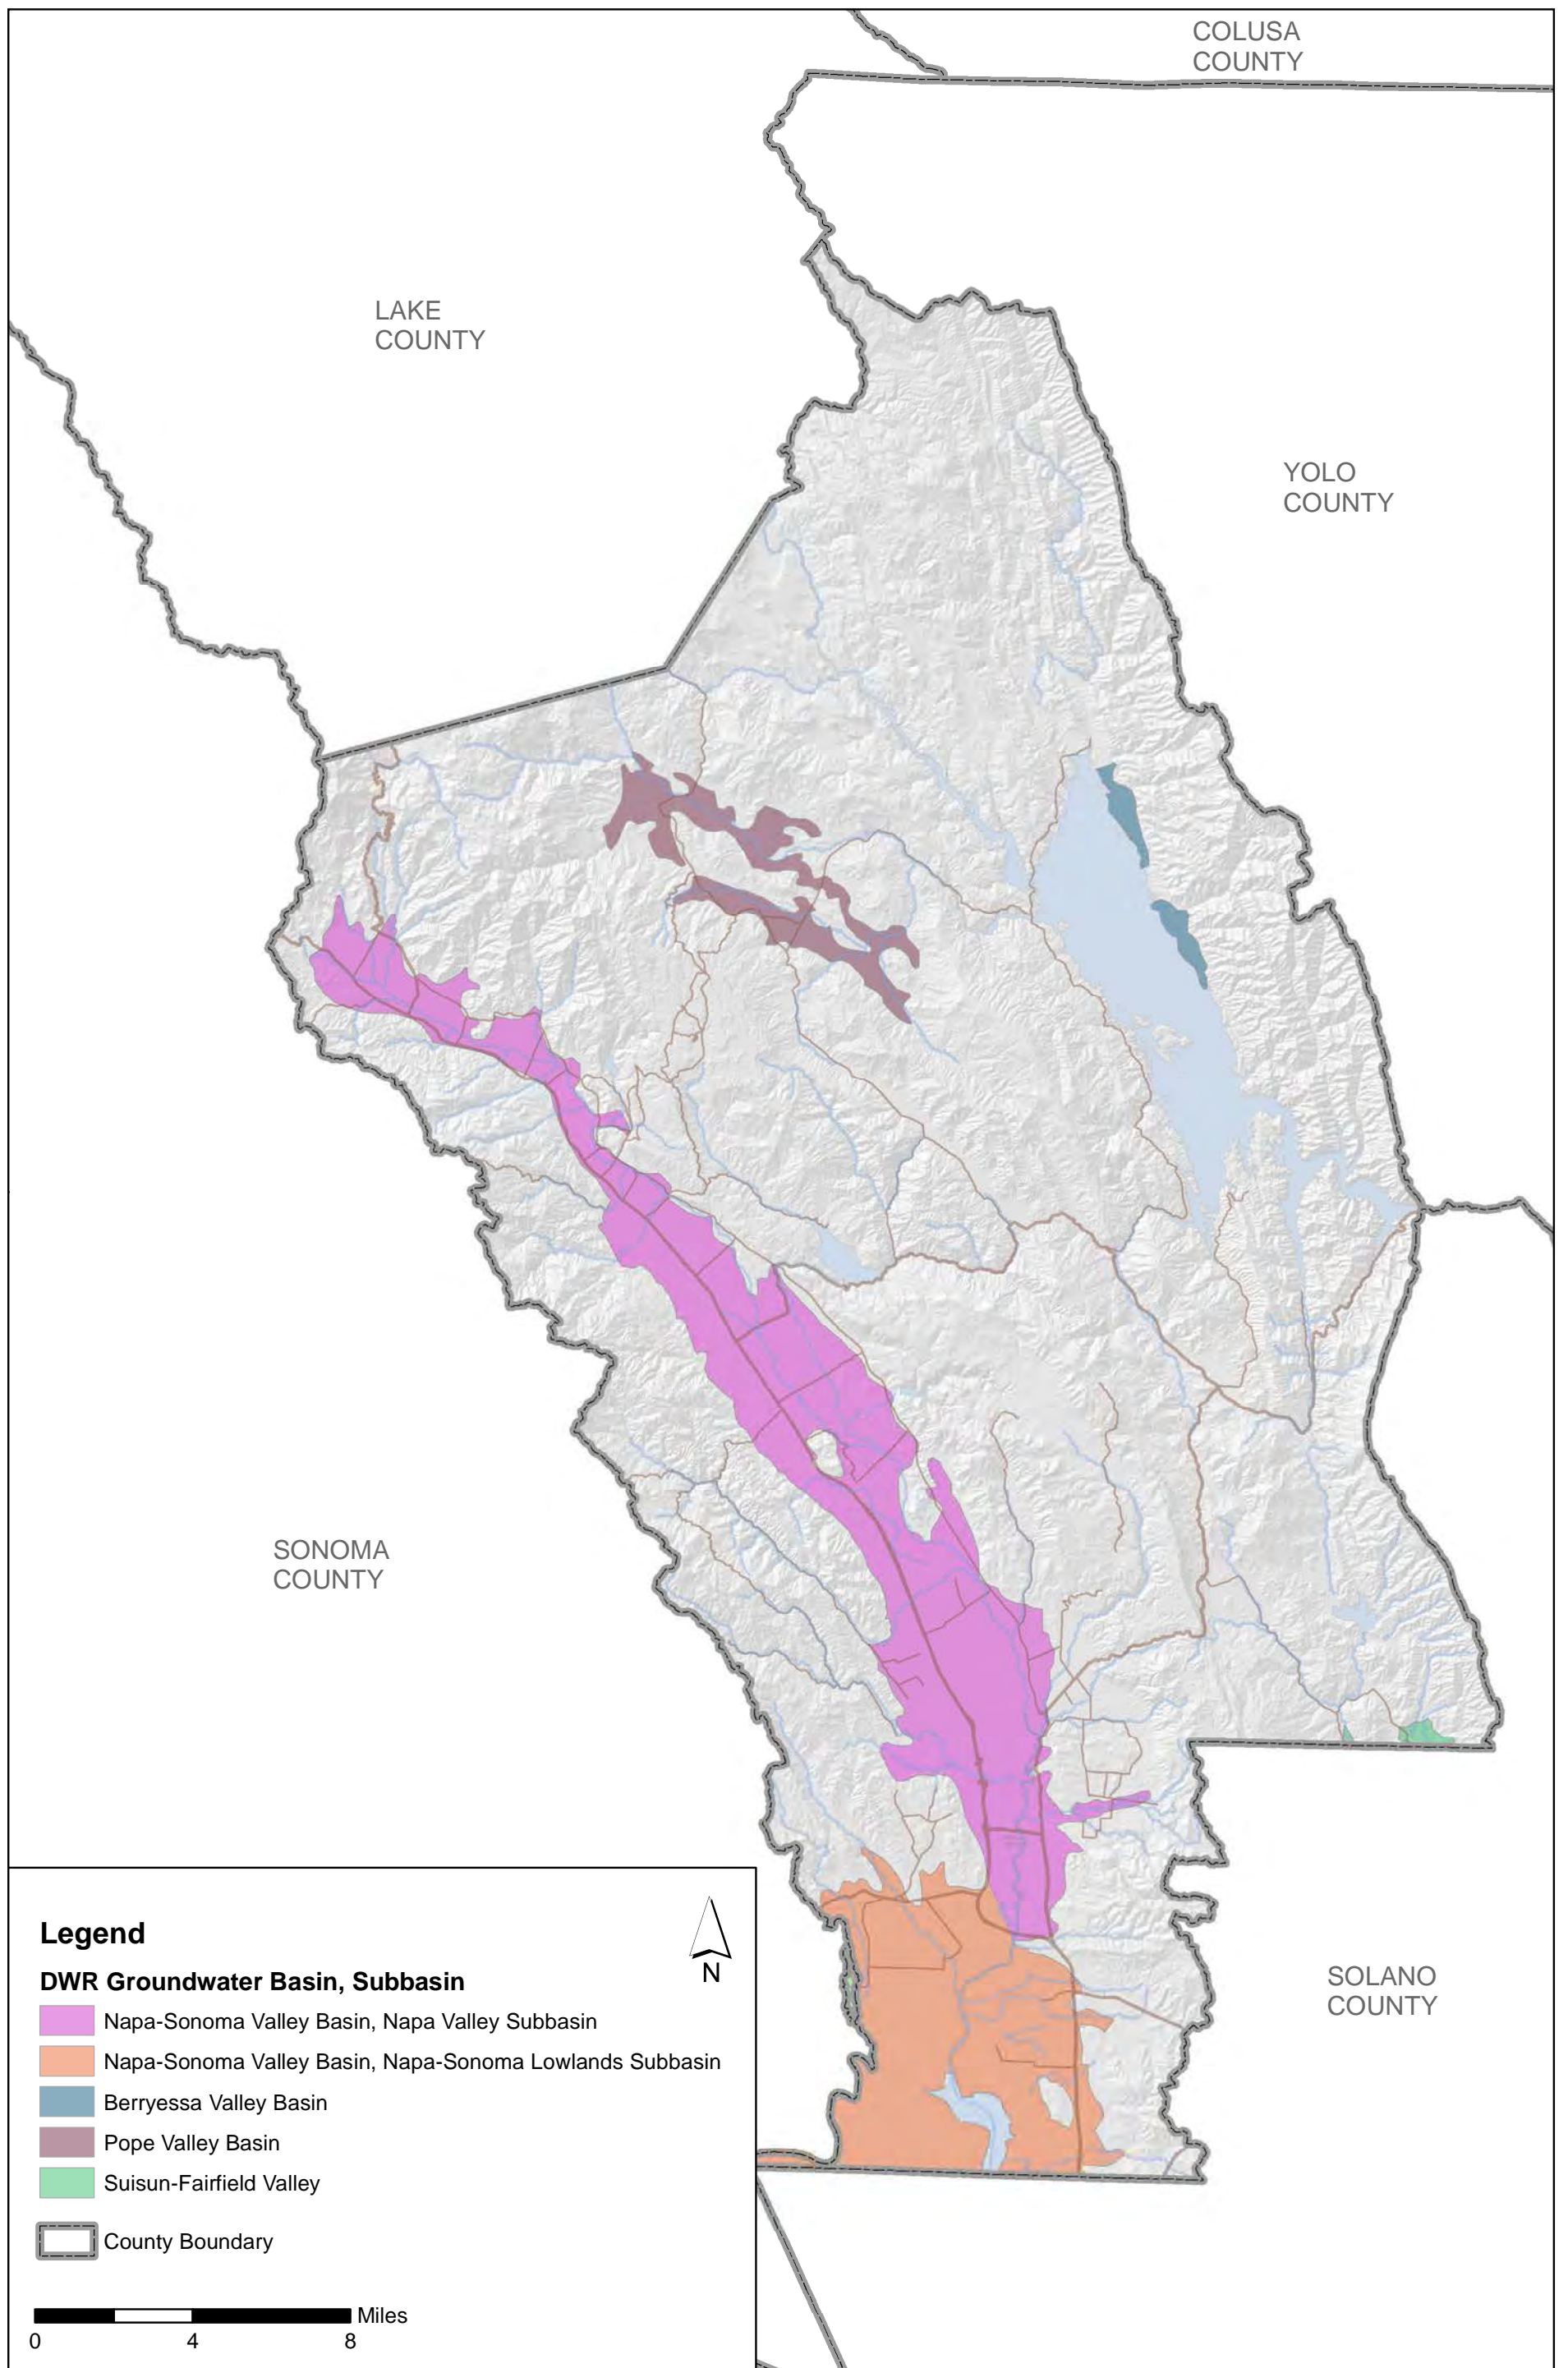 COLUSA
COUNTY
LAKE
COUNTY
YOLO
COUNTY
SONOMA
COUNTY
SOLANO
COUNTY
Legend
N
DWR Groundwater Basin, Subbasin
Napa-Sonoma Valley Basin, Napa Valley Subbasin
Napa-Sonoma Valley Basin, Napa-Sonoma Lowlands Subbasin
Berryessa Valley Basin
Pope Valley Basin
Suisun-Fairfield Valley
County Boundary
Miles
0 4 8